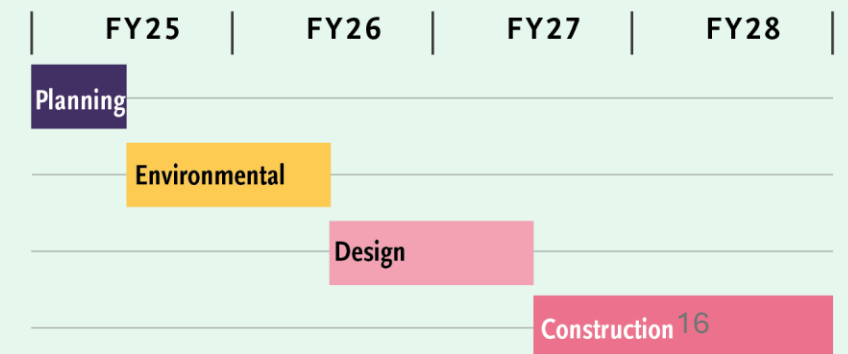 FY25 FY26 FY27 FY28
Planning
Environmental
Design
Construction 16